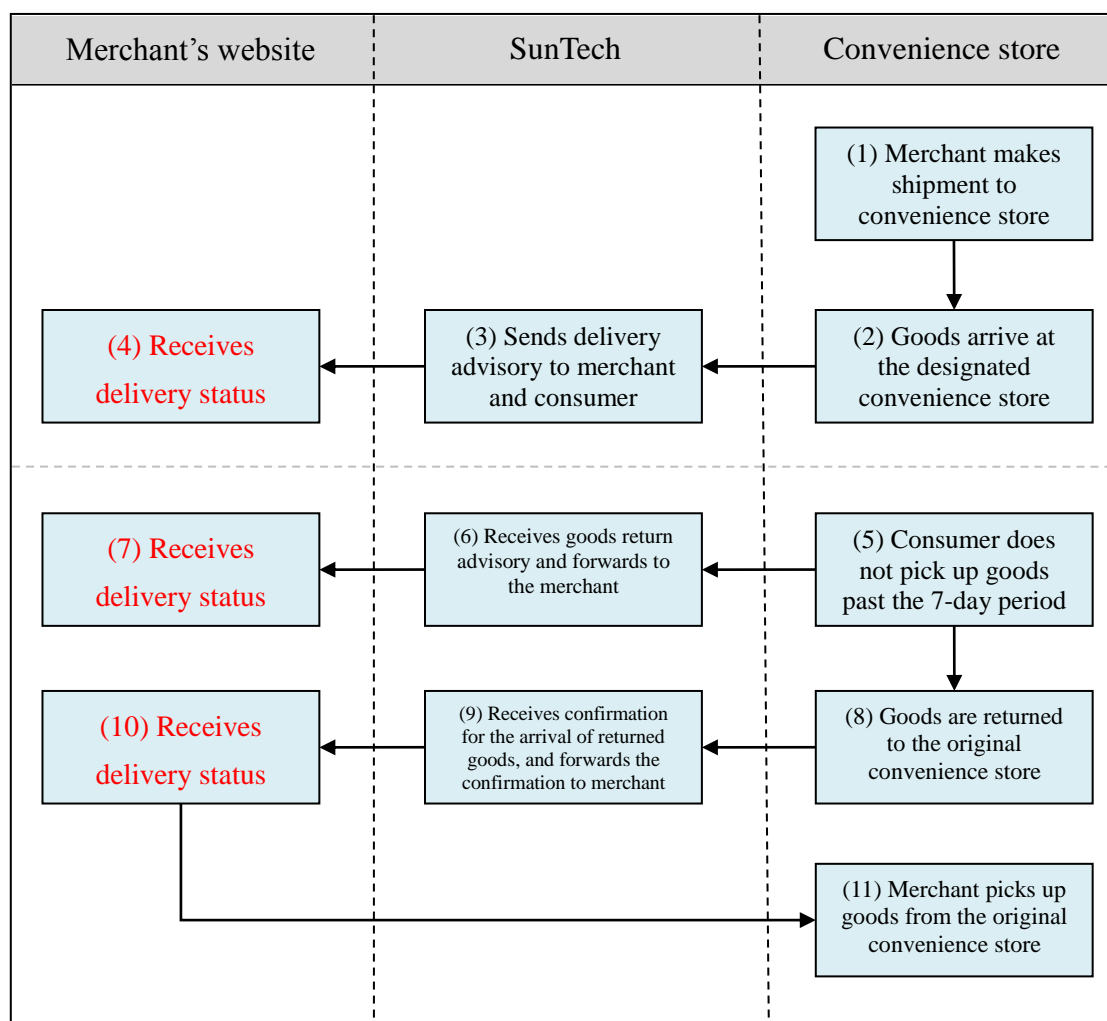 Merchant's website
SunTech
Convenience store
(1) Merchant makes
shipment to
convenience store
(4) Receives
delivery status
(3) Sends delivery
advisory to merchant
and consumer
(2) Goods arrive at
the designated
convenience store
(7) Receives
delivery status
(6) Receives goods return
advisory and forwards to
the merchant
(5) Consumer does
not pick up goods
past the 7-day period
(10) Receives
delivery status
(9) Receives confirmation
for the arrival of returned
goods, and forwards the
confirmation to merchant
(8) Goods are returned
to the original
convenience store
(11) Merchant picks up
goods from the original
convenience store